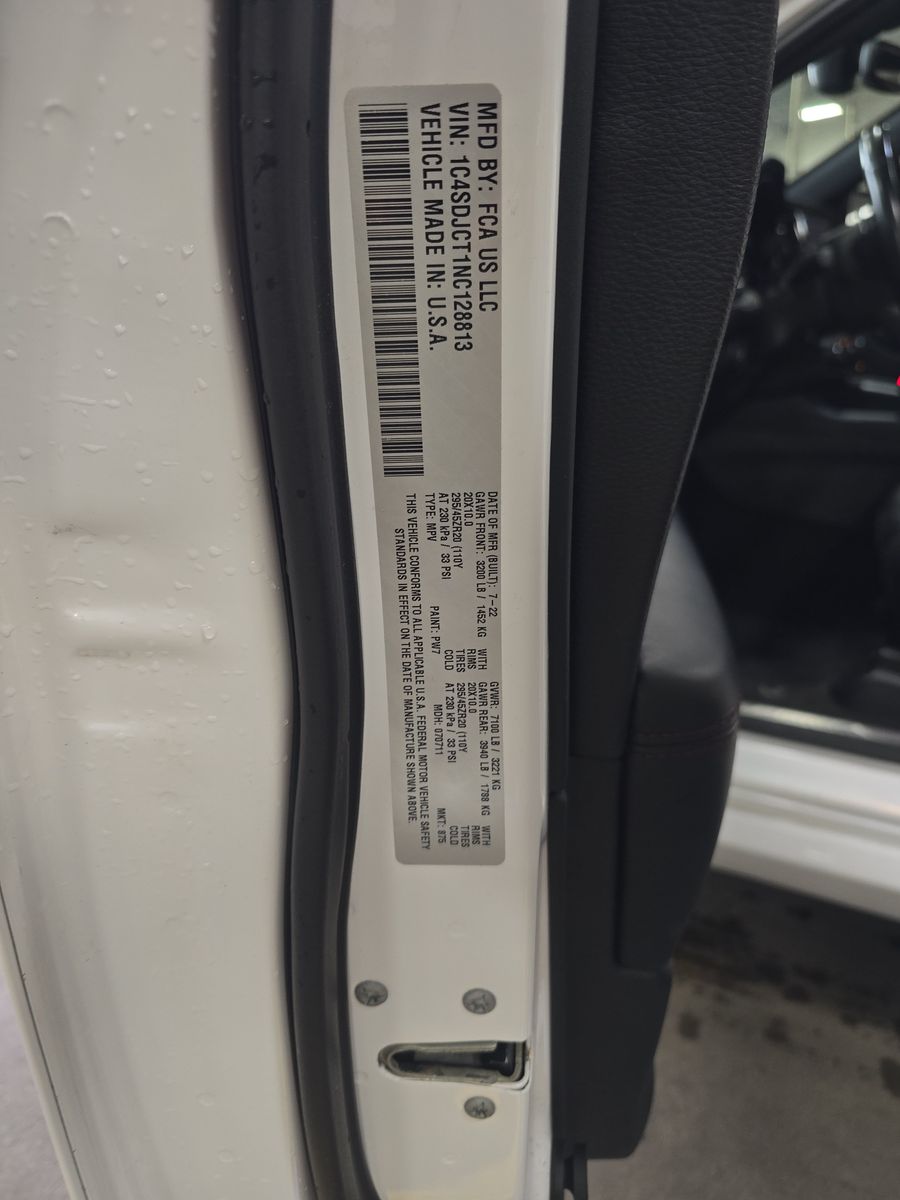 MFD BY: FCA US LLC
VIN: 1C4SDJCT1NC128813
VEHICLE MADE IN: U.S.A.
DATE OF MFR (BUILT): 7-22 GVWR: 7100 LB / 3221 KG
GAWR FRONT: 3200 LB / 1452 KG WITH GAWR REAR: 3940 LB / 1788 KG WITH
20X10.0 RIMS 20X10.0 RIMS
295/45ZR20 (110Y TIRES 295/45ZR20 (110Y TIRES
AT 230 kPa / 33 PSI COLD AT 230 kPa / 33 PSI COLD
TYPE: MPV PAINT: PW7 MDH: 070711 MKT: 875
THIS VEHICLE CONFORMS TO ALL APPLICABLE U.S.A. FEDERAL MOTOR VEHICLE SAFETY
STANDARDS IN EFFECT ON THE DATE OF MANUFACTURE SHOWN ABOVE.